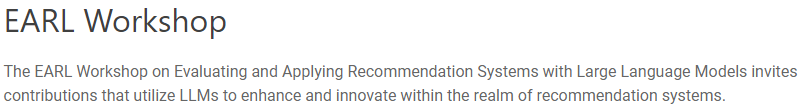 EARL Workshop
The EARL Workshop on Evaluating and Applying Recommendation Systems with Large Language Models invites
contributions that utilize LLMs to enhance and innovate within the realm of recommendation systems.